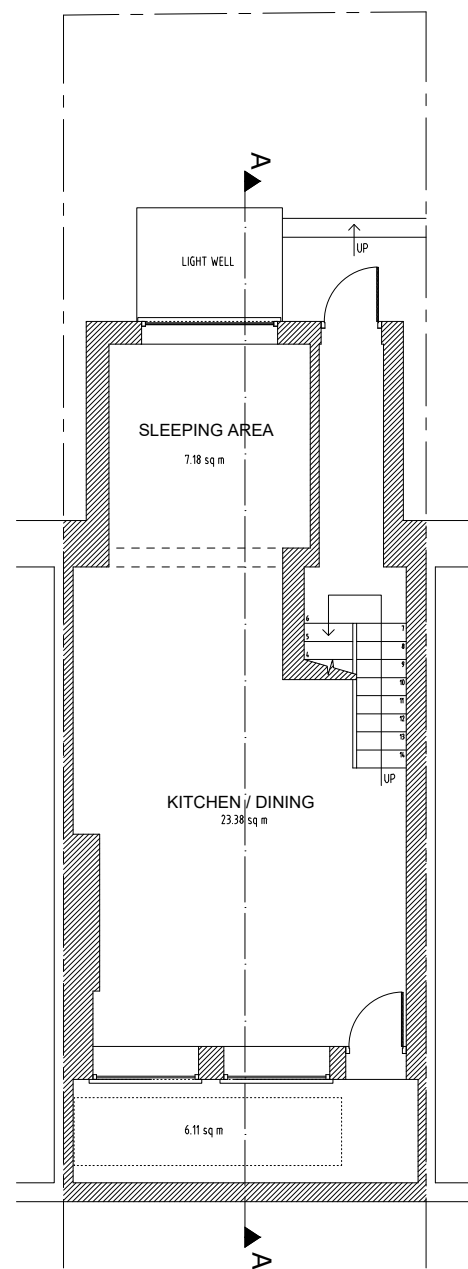 A
LIGHT WELL
UP
SLEEPING AREA
7.18 sq m
6
7
5
8
4
9
10
11
12
13
14
UP
KITCHEN / DINING
23.38 sq m
6.11 sq m
A